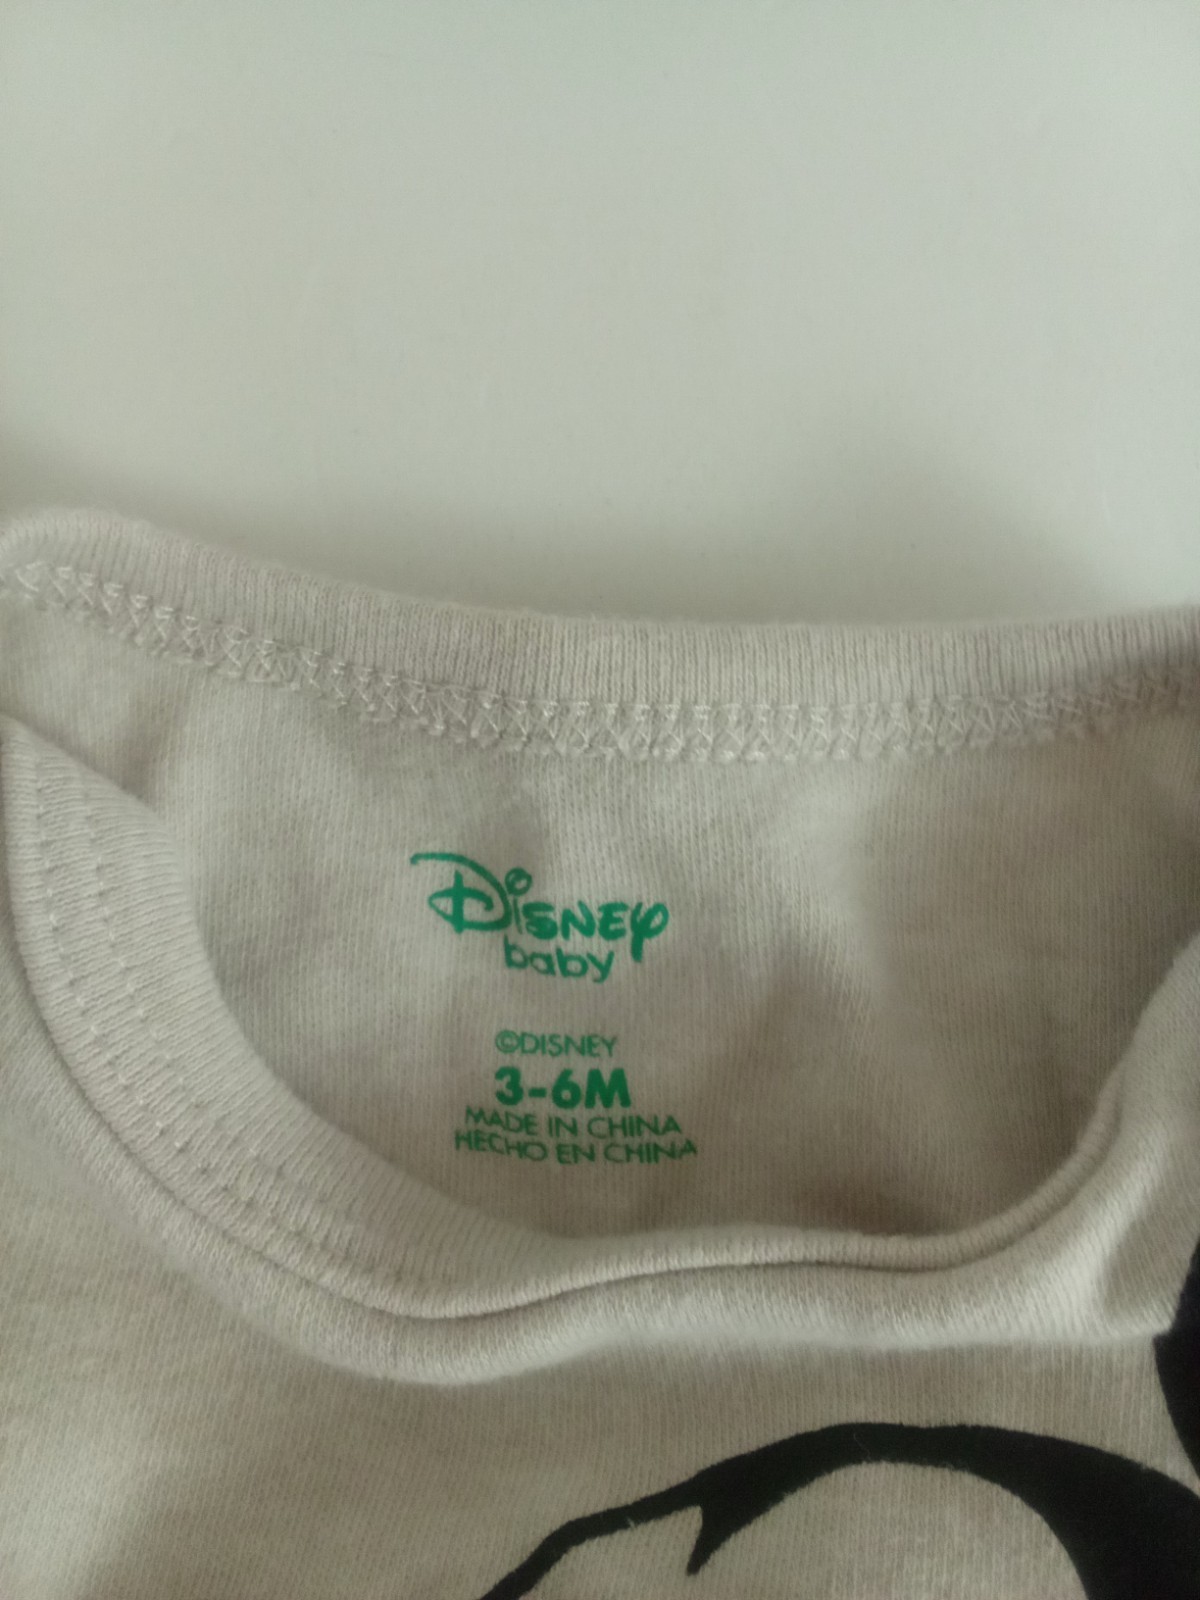 Disney
baby
©DISNEY
3-6M
MADE IN CHINA
HECHO EN CHINA